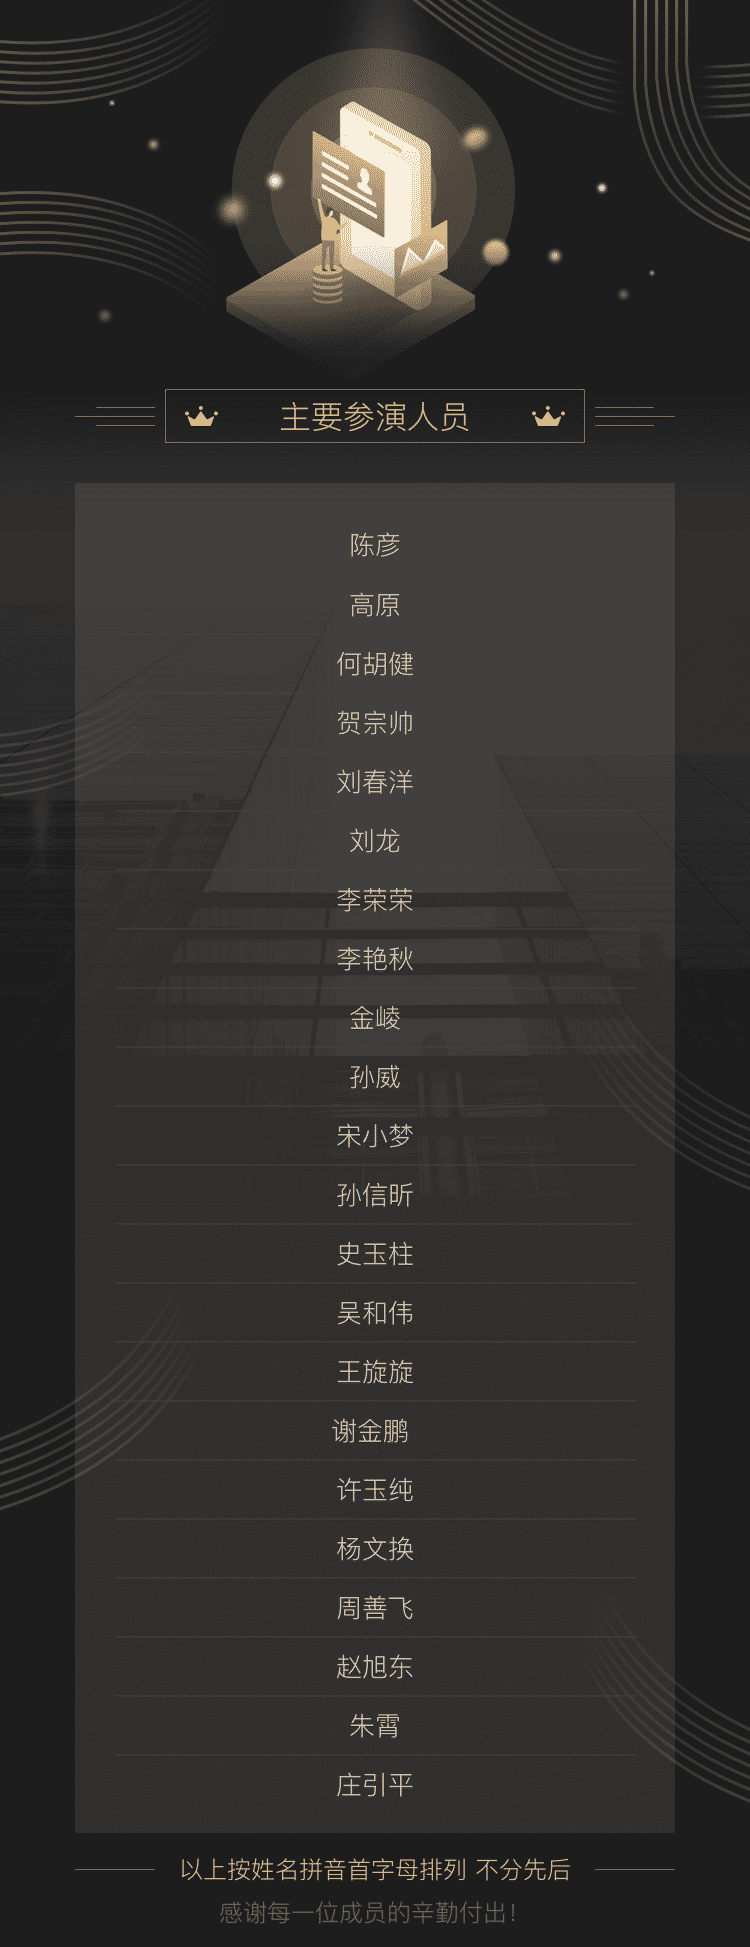 主要参演人员
陈彦
高原
何胡健
贺宗帅
刘春洋
刘龙
李荣荣
李艳秋
金崚
孙威
宋小梦
孙信昕
史玉柱
吴和伟
王旋旋
谢金鹏
许玉纯
杨文换
周善飞
赵旭东
朱霄
庄引平
以上按姓名拼音首字母排列 不分先后
感谢每一位成员的辛勤付出！